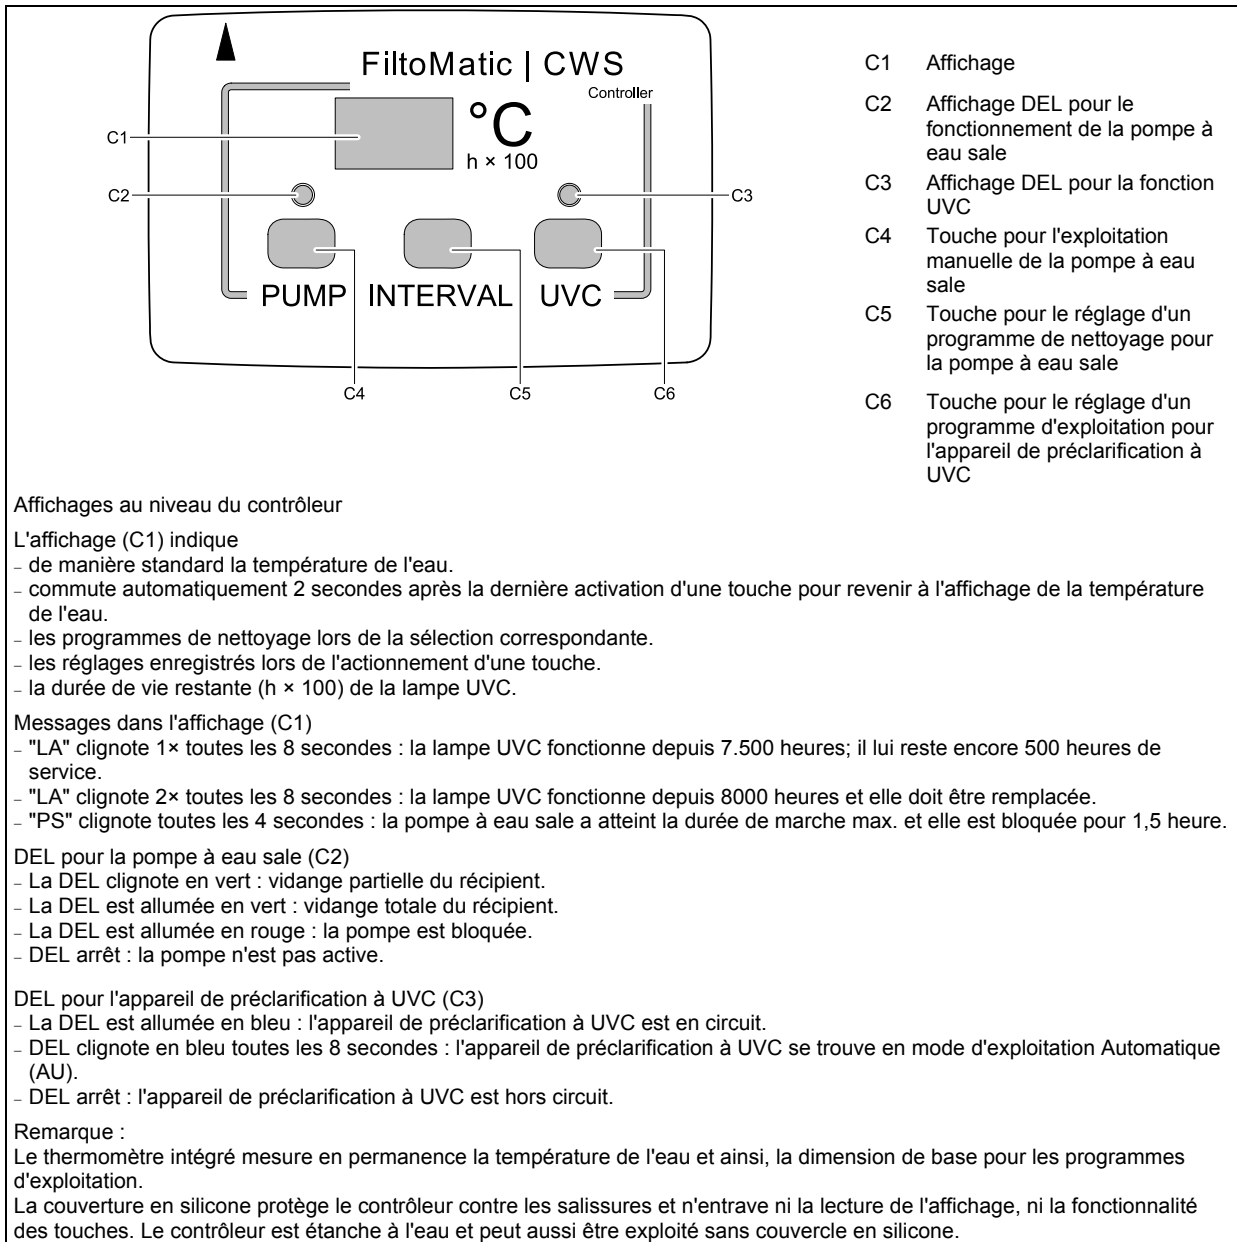 FiltoMatic | CWS
Controller
°C
h × 100
C1
C2
C3
PUMP INTERVAL UVC
C4
C5
C6
C1 Affichage
C2 Affichage DEL pour le
fonctionnement de la pompe à
eau sale
C3 Affichage DEL pour la fonction
UVC
C4 Touche pour l'exploitation
manuelle de la pompe à eau
sale
C5 Touche pour le réglage d'un
programme de nettoyage pour
la pompe à eau sale
C6 Touche pour le réglage d'un
programme d'exploitation pour
l'appareil de préclarification à
UVC
Affichages au niveau du contrôleur
L'affichage (C1) indique
– de manière standard la température de l'eau.
– commute automatiquement 2 secondes après la dernière activation d'une touche pour revenir à l'affichage de la température
de l'eau.
– les programmes de nettoyage lors de la sélection correspondante.
– les réglages enregistrés lors de l'actionnement d'une touche.
– la durée de vie restante (h × 100) de la lampe UVC.
Messages dans l'affichage (C1)
– "LA" clignote 1× toutes les 8 secondes : la lampe UVC fonctionne depuis 7.500 heures; il lui reste encore 500 heures de
service.
– "LA" clignote 2× toutes les 8 secondes : la lampe UVC fonctionne depuis 8000 heures et elle doit être remplacée.
– "PS" clignote toutes les 4 secondes : la pompe à eau sale a atteint la durée de marche max. et elle est bloquée pour 1,5 heure.
DEL pour la pompe à eau sale (C2)
– La DEL clignote en vert : vidange partielle du récipient.
– La DEL est allumée en vert : vidange totale du récipient.
– La DEL est allumée en rouge : la pompe est bloquée.
– DEL arrêt : la pompe n'est pas active.
DEL pour l'appareil de préclarification à UVC (C3)
– La DEL est allumée en bleu : l'appareil de préclarification à UVC est en circuit.
– DEL clignote en bleu toutes les 8 secondes : l'appareil de préclarification à UVC se trouve en mode d'exploitation Automatique
(AU).
– DEL arrêt : l'appareil de préclarification à UVC est hors circuit.
Remarque :
Le thermomètre intégré mesure en permanence la température de l'eau et ainsi, la dimension de base pour les programmes
d'exploitation.
La couverture en silicone protège le contrôleur contre les salissures et n'entrave ni la lecture de l'affichage, ni la fonctionnalité
des touches. Le contrôleur est étanche à l'eau et peut aussi être exploité sans couvercle en silicone.